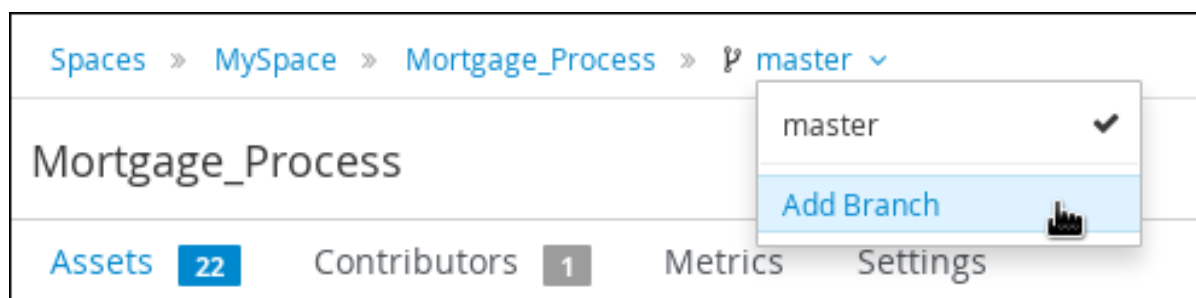 Spaces » MySpace » Mortgage_Process » master
master
Mortgage_Process
Add Branch
Assets 22 Contributors 1 Metrics Settings